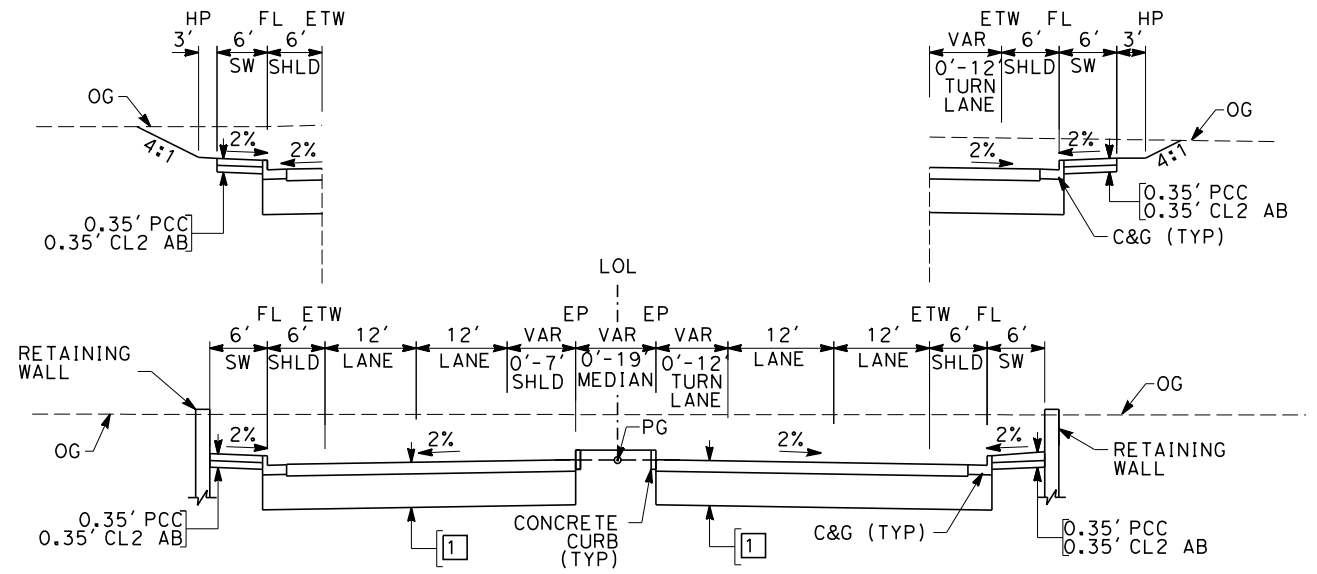 HP FL ETW
3' 6' 6'
SW SHLD
OG
4:1
2%
2%
0.35' PCC
0.35' CL2 AB
ETW FL HP
VAR 6' 6' 3'
0'-12' SHLD SW
TURN
LANE
OG
2%
2%
4:1
0.35' PCC
0.35' CL2 AB
C&G (TYP)
LOL
FL ETW EP EP ETW FL
6' 6' 12' 12' VAR VAR VAR 12' 12' 6' 6'
SW SHLD LANE LANE 0'-7' 0'-19' 0'-12' LANE LANE SHLD SW
SHLD MEDIAN TURN
LANE
RETAINING
WALL
OG
OG
PG
2%
2%
2%
2%
RETAINING
WALL
0.35' PCC
0.35' CL2 AB
1
CONCRETE
CURB
(TYP)
1
C&G (TYP)
0.35' PCC
0.35' CL2 AB